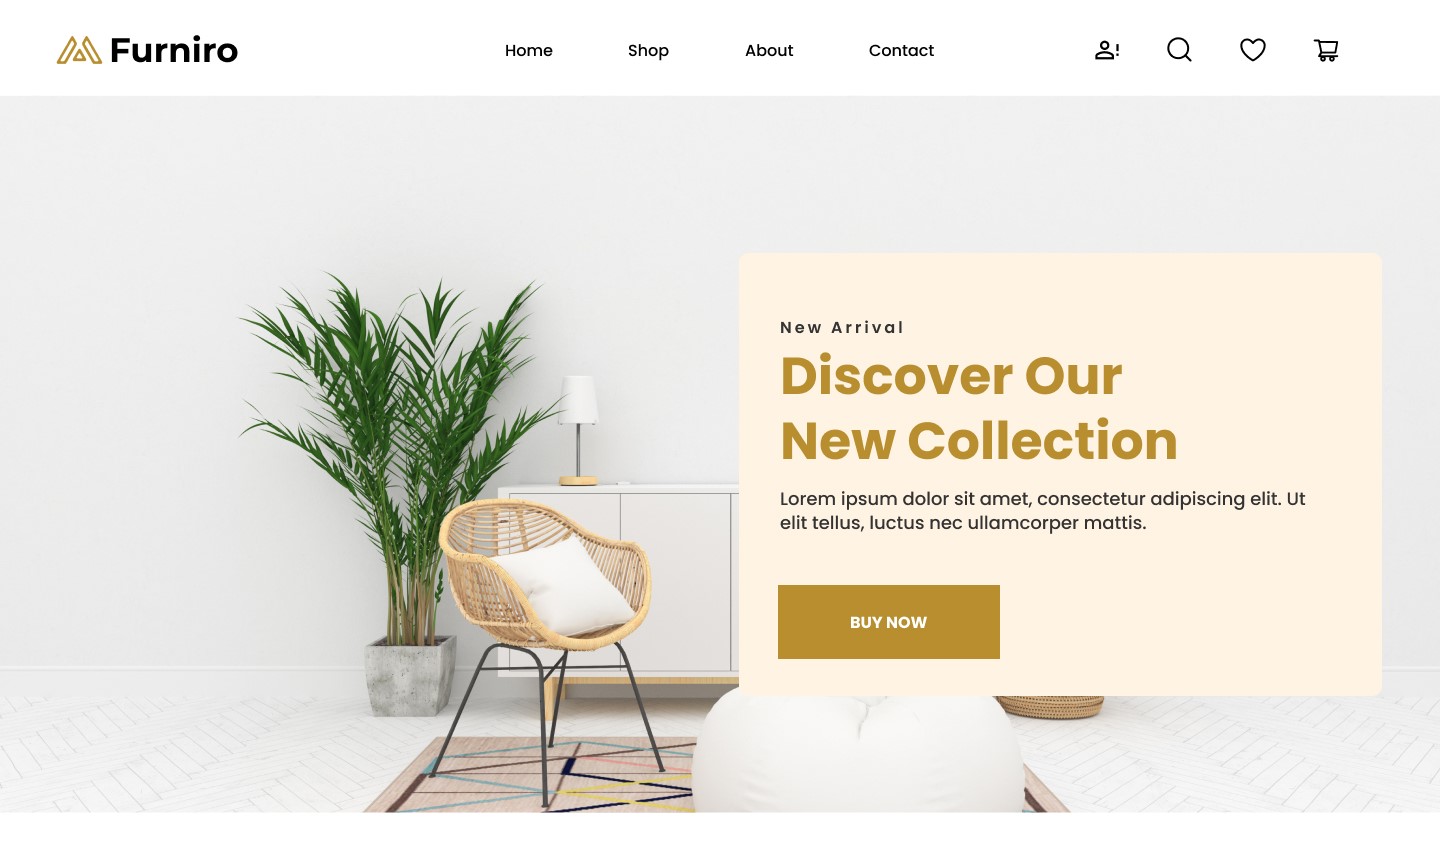 Furniro
Home
Shop
About
Contact
New Arrival
Discover Our
New Collection
Lorem ipsum dolor sit amet, consectetur adipiscing elit. Ut
elit tellus, luctus nec ullamcorper mattis.
BUY NOW